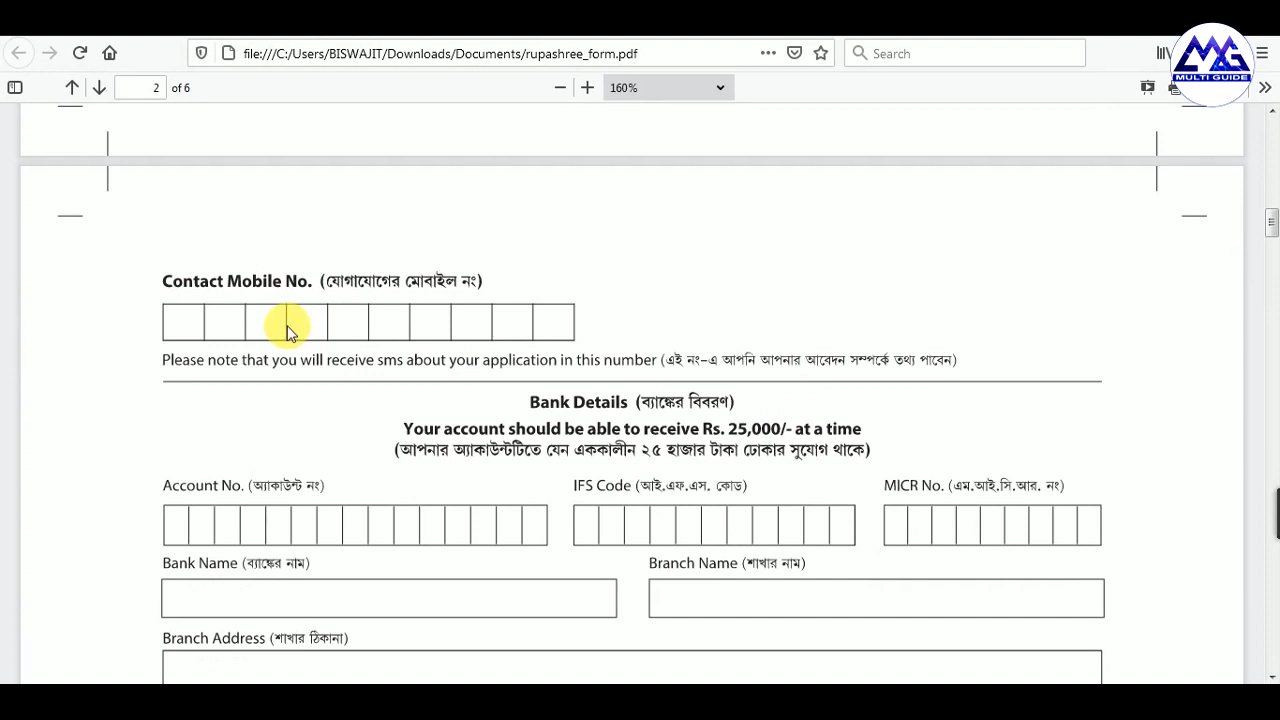 file:///C:/Users/BISWAJIT/Downloads/Documents/rupashree_form.pdf
Search
MG
MULTI GUIDE
2 of 6
160%
Contact Mobile No. (যোগাযোগের মোবাইল নং)
Please note that you will receive sms about your application in this number (এই নং-এ আপনি আপনার আবেদন সম্পর্কে তথ্য পাবেন)
Bank Details (ব্যাঙ্কের বিবরণ)
Your account should be able to receive Rs. 25,000/- at a time
(আপনার অ্যাকাউন্টটিতে যেন এককালীন ২৫ হাজার টাকা ঢোকার সুযোগ থাকে)
Account No. (অ্যাকাউন্ট নং) IFS Code (আই.এফ.এস. কোড) MICR No. (এম.আই.সি.আর. নং)
Bank Name (ব্যাঙ্কের নাম) Branch Name (শাখার নাম)
Branch Address (শাখার ঠিকানা)